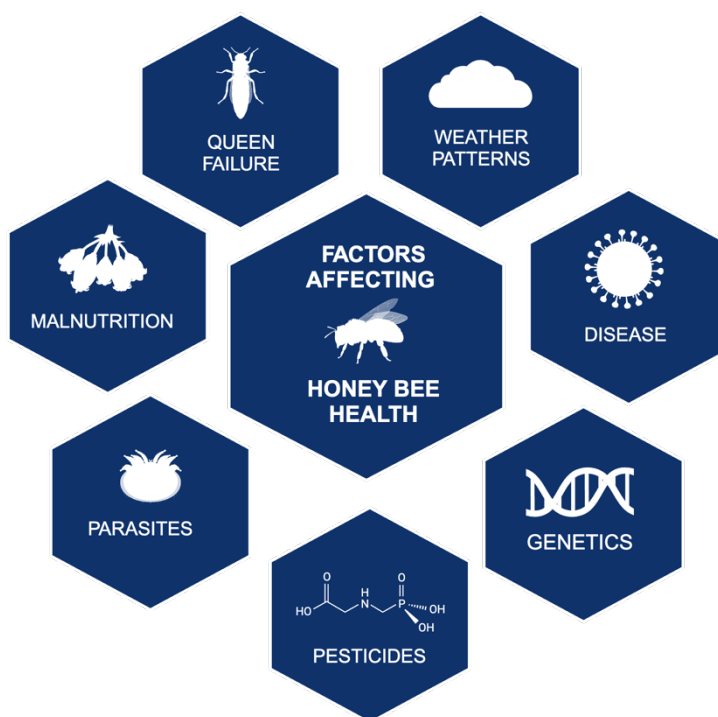 FACTORS
AFFECTING
HONEY BEE
HEALTH
QUEEN
FAILURE
WEATHER
PATTERNS
DISEASE
GENETICS
O
HO
H
N
O
P
OH
OH
PESTICIDES
PARASITES
MALNUTRITION